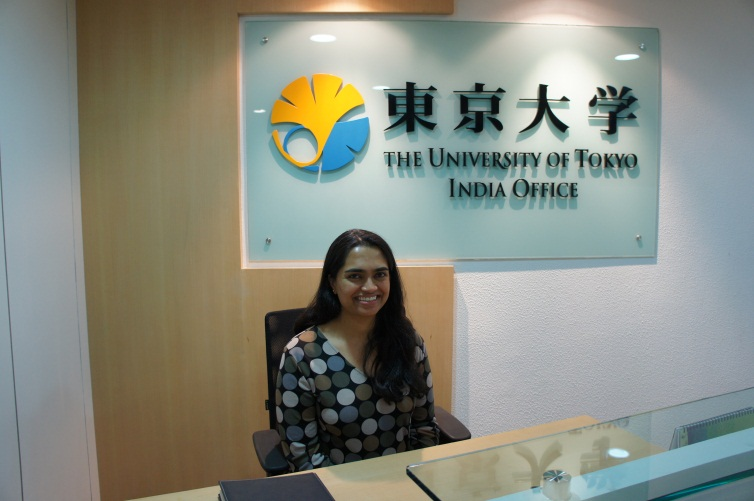 東京大学
THE UNIVERSITY OF TOKYO
INDIA OFFICE